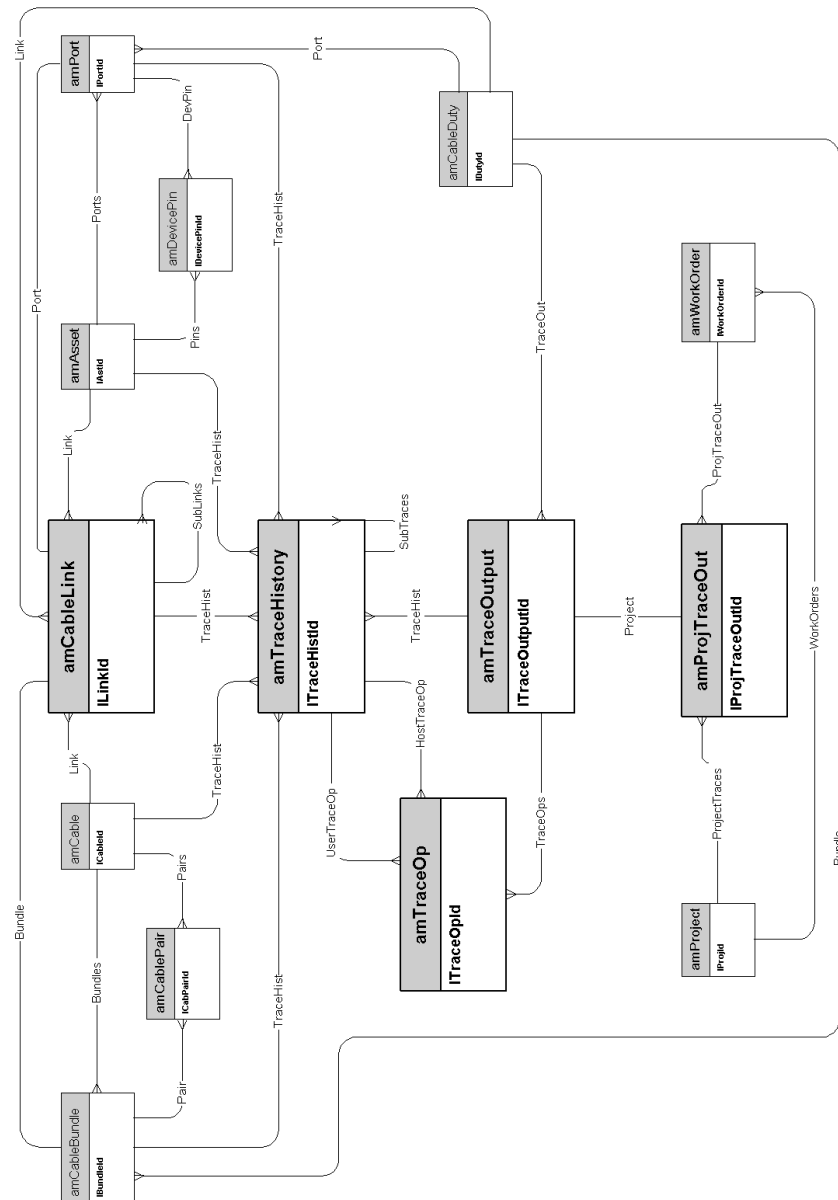 Bundle
Link
Port
amCableBundle
lBundleId
Bundles
amCable
lCableId
Link
amCableLink
lLinkId
Link
amAsset
lAstId
Ports
amPort
lPortId
Pair
amCablePair
lCabPairId
Pairs
SubLinks
Pins
amDevicePin
lDevicePinId
DevPin
TraceHist
TraceHist
TraceHist
TraceHist
TraceHist
amTraceHistory
lTraceHistId
SubTraces
UserTraceOp
HostTraceOp
TraceHist
Port
amTraceOp
lTraceOpId
TraceOps
amTraceOutput
lTraceOutputId
TraceOut
amCableDuty
lDutyId
Project
amProject
lProjId
ProjectTraces
amProjTraceOut
lProjTraceOutId
ProjTraceOut
amWorkOrder
lWorkOrderId
WorkOrders
Bundle